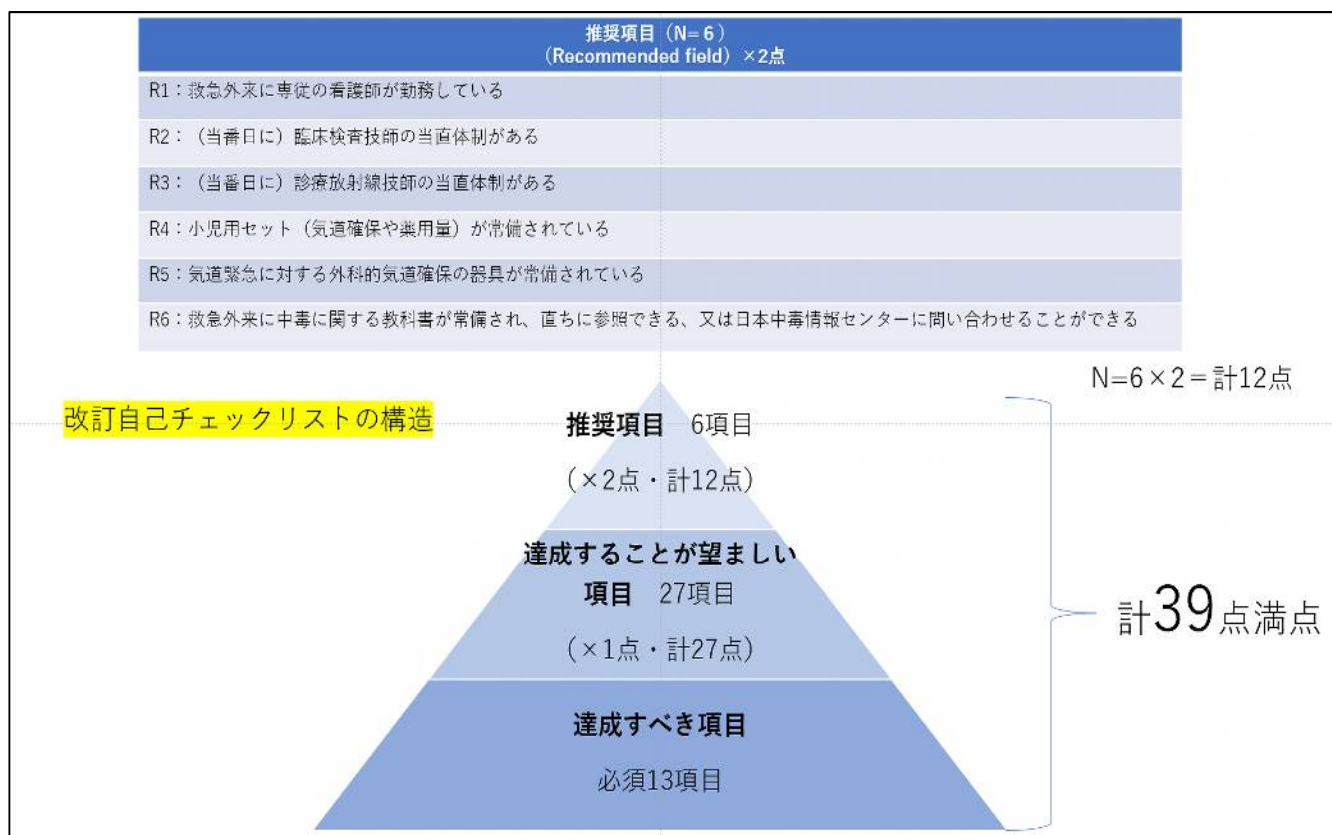 推奨項目（N=６）
（Recommended field）×2点
R1：救急外来に専従の看護師が勤務している
R2：（当番日に）臨床検査技師の当直体制がある
R3：（当番日に）診療放射線技師の当直体制がある
R4：小児用セット（気道確保や薬用量）が常備されている
R5：気道緊急に対する外科的気道確保の器具が常備されている
R6：救急外来に中毒に関する教科書が常備され、直ちに参照できる、又は日本中毒情報センターに問い合わせることができる
N=6×2＝計12点
改訂自己チェックリストの構造
推奨項目　6項目
（×2点・計12点）
達成することが望ましい
項目　27項目
（×1点・計27点）
計39点満点
達成すべき項目
必須13項目